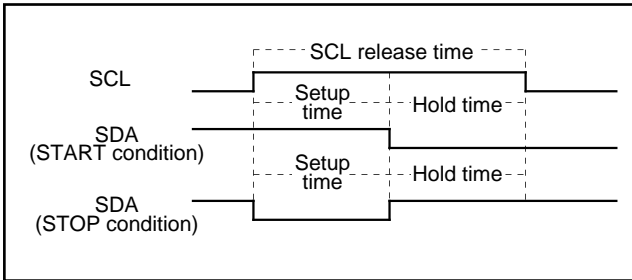 SCL release time
SCL
Setup
time
Hold time
SDA
(START condition)
Setup
time
Hold time
SDA
(STOP condition)